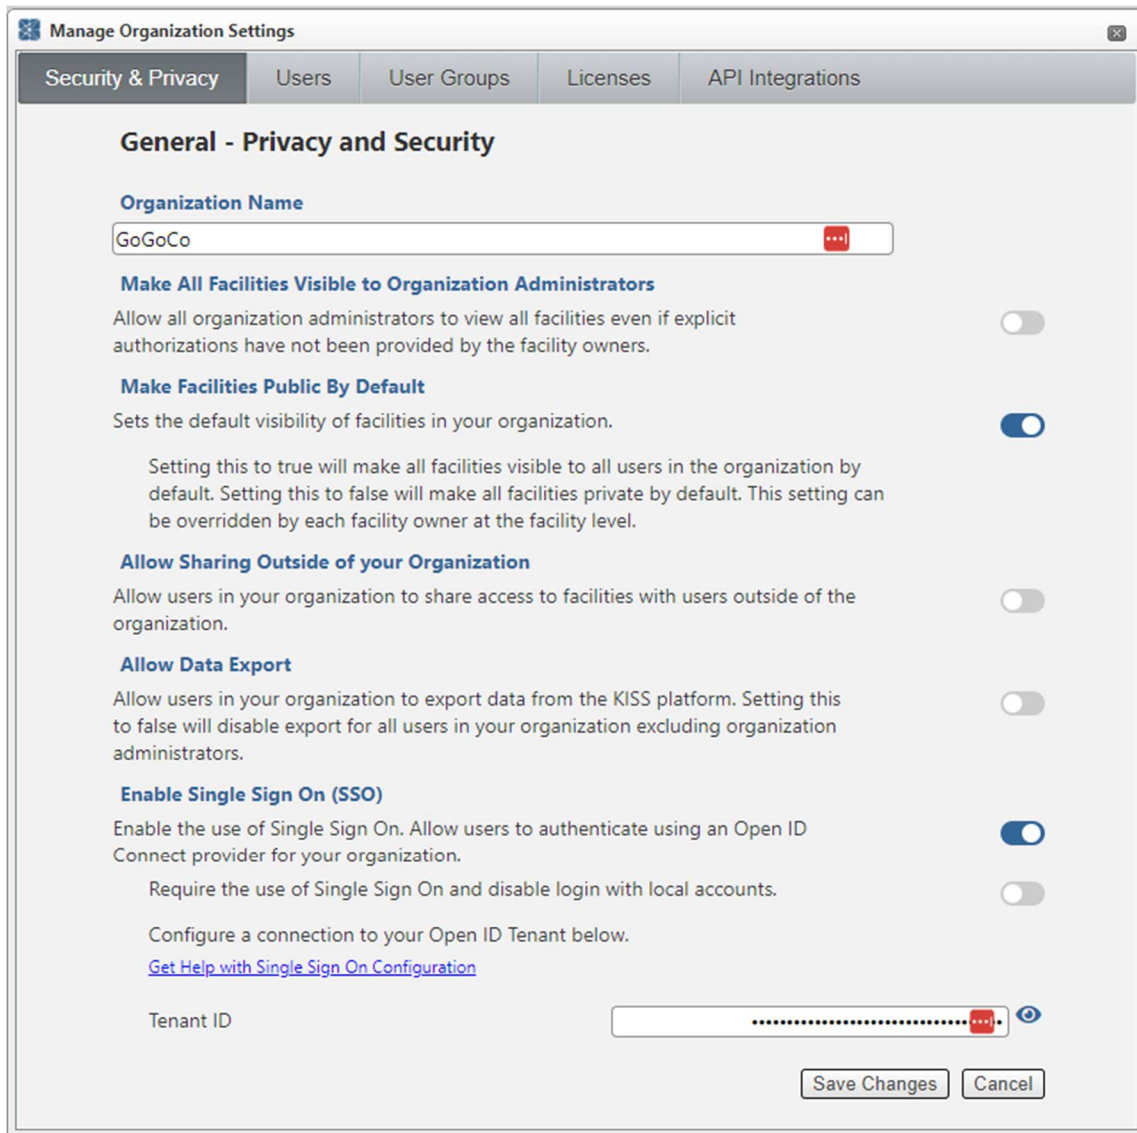 Manage Organization Settings
Security & Privacy Users User Groups Licenses API Integrations
General - Privacy and Security
Organization Name
GoGoCo
Make All Facilities Visible to Organization Administrators
Allow all organization administrators to view all facilities even if explicit
authorizations have not been provided by the facility owners.
Make Facilities Public By Default
Sets the default visibility of facilities in your organization.
Setting this to true will make all facilities visible to all users in the organization by
default. Setting this to false will make all facilities private by default. This setting can
be overridden by each facility owner at the facility level.
Allow Sharing Outside of your Organization
Allow users in your organization to share access to facilities with users outside of the
organization.
Allow Data Export
Allow users in your organization to export data from the KISS platform. Setting this
to false will disable export for all users in your organization excluding organization
administrators.
Enable Single Sign On (SSO)
Enable the use of Single Sign On. Allow users to authenticate using an Open ID
Connect provider for your organization.
Require the use of Single Sign On and disable login with local accounts.
Configure a connection to your Open ID Tenant below.
Get Help with Single Sign On Configuration
Tenant ID
Save Changes Cancel